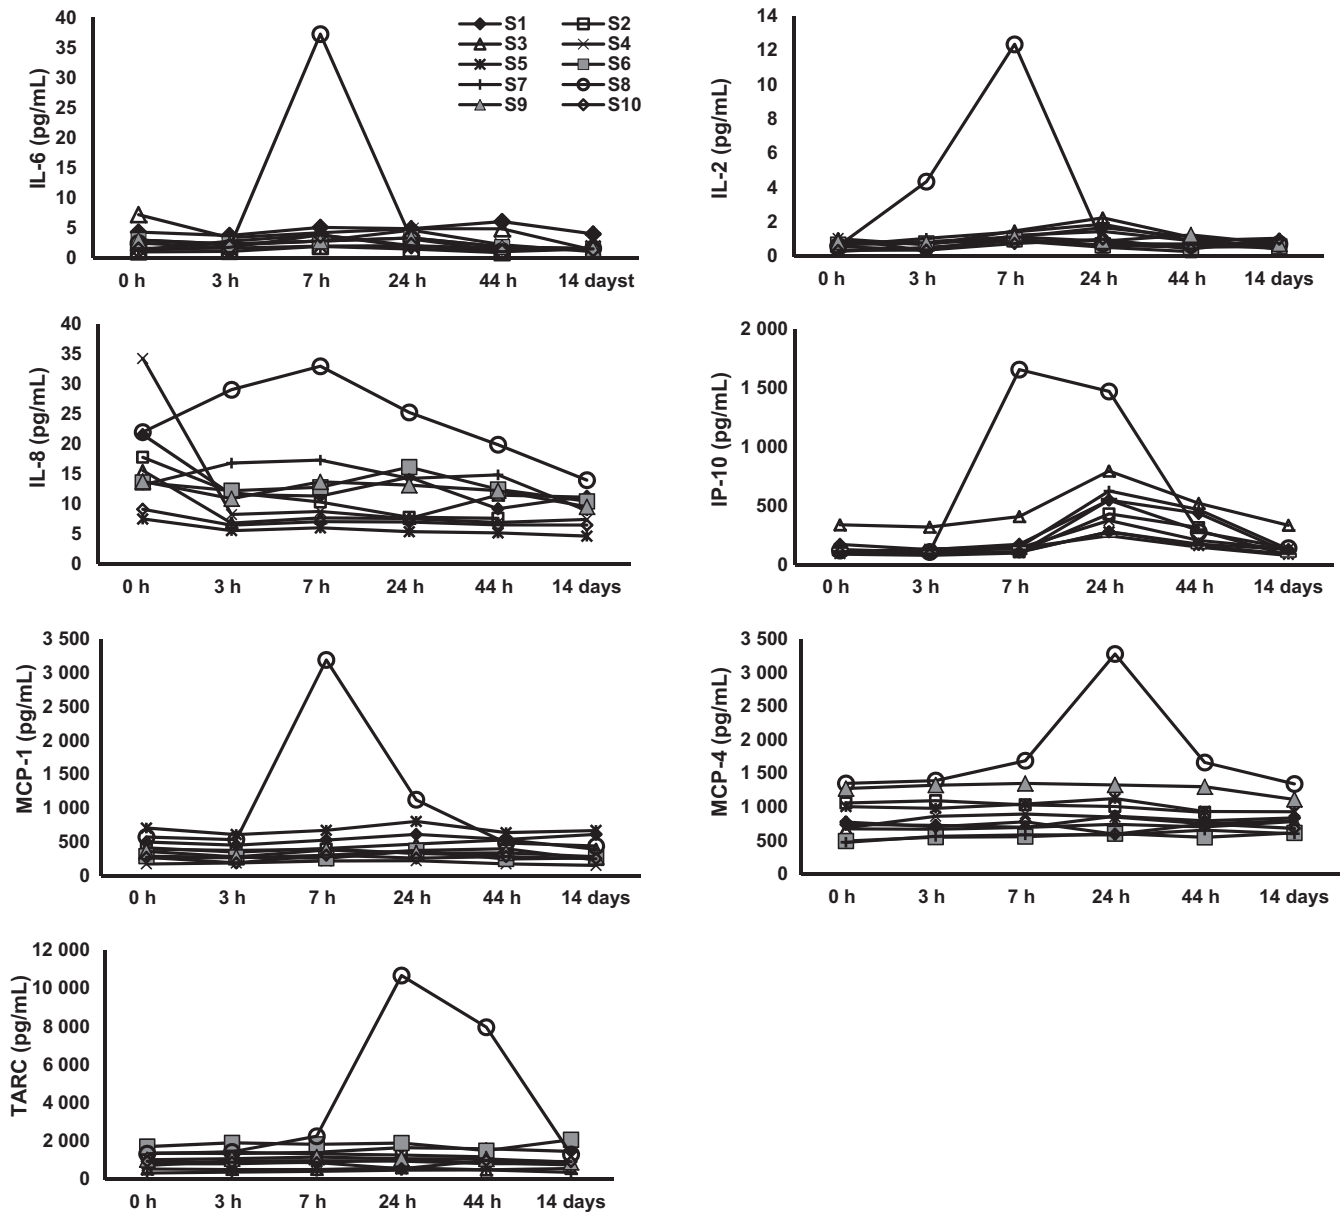 IL-6 (pg/mL)
40
35
30
25
20
15
10
5
0
0 h 3 h 7 h 24 h 44 h 14 dayst
S1 S2
S3 S4
S5 S6
S7 S8
S9 S10
IL-2 (pg/mL)
14
12
10
8
6
4
2
0
0 h 3 h 7 h 24 h 44 h 14 days
IL-8 (pg/mL)
40
35
30
25
20
15
10
5
0
0 h 3 h 7 h 24 h 44 h 14 days
IP-10 (pg/mL)
2 000
1 500
1 000
500
0
0 h 3 h 7 h 24 h 44 h 14 days
MCP-1 (pg/mL)
3 500
3 000
2 500
2 000
1 500
1 000
500
0
0 h 3 h 7 h 24 h 44 h 14 days
MCP-4 (pg/mL)
3 500
3 000
2 500
2 000
1 500
1 000
500
0
0 h 3 h 7 h 24 h 44 h 14 days
TARC (pg/mL)
12 000
10 000
8 000
6 000
4 000
2 000
0
0 h 3 h 7 h 24 h 44 h 14 days